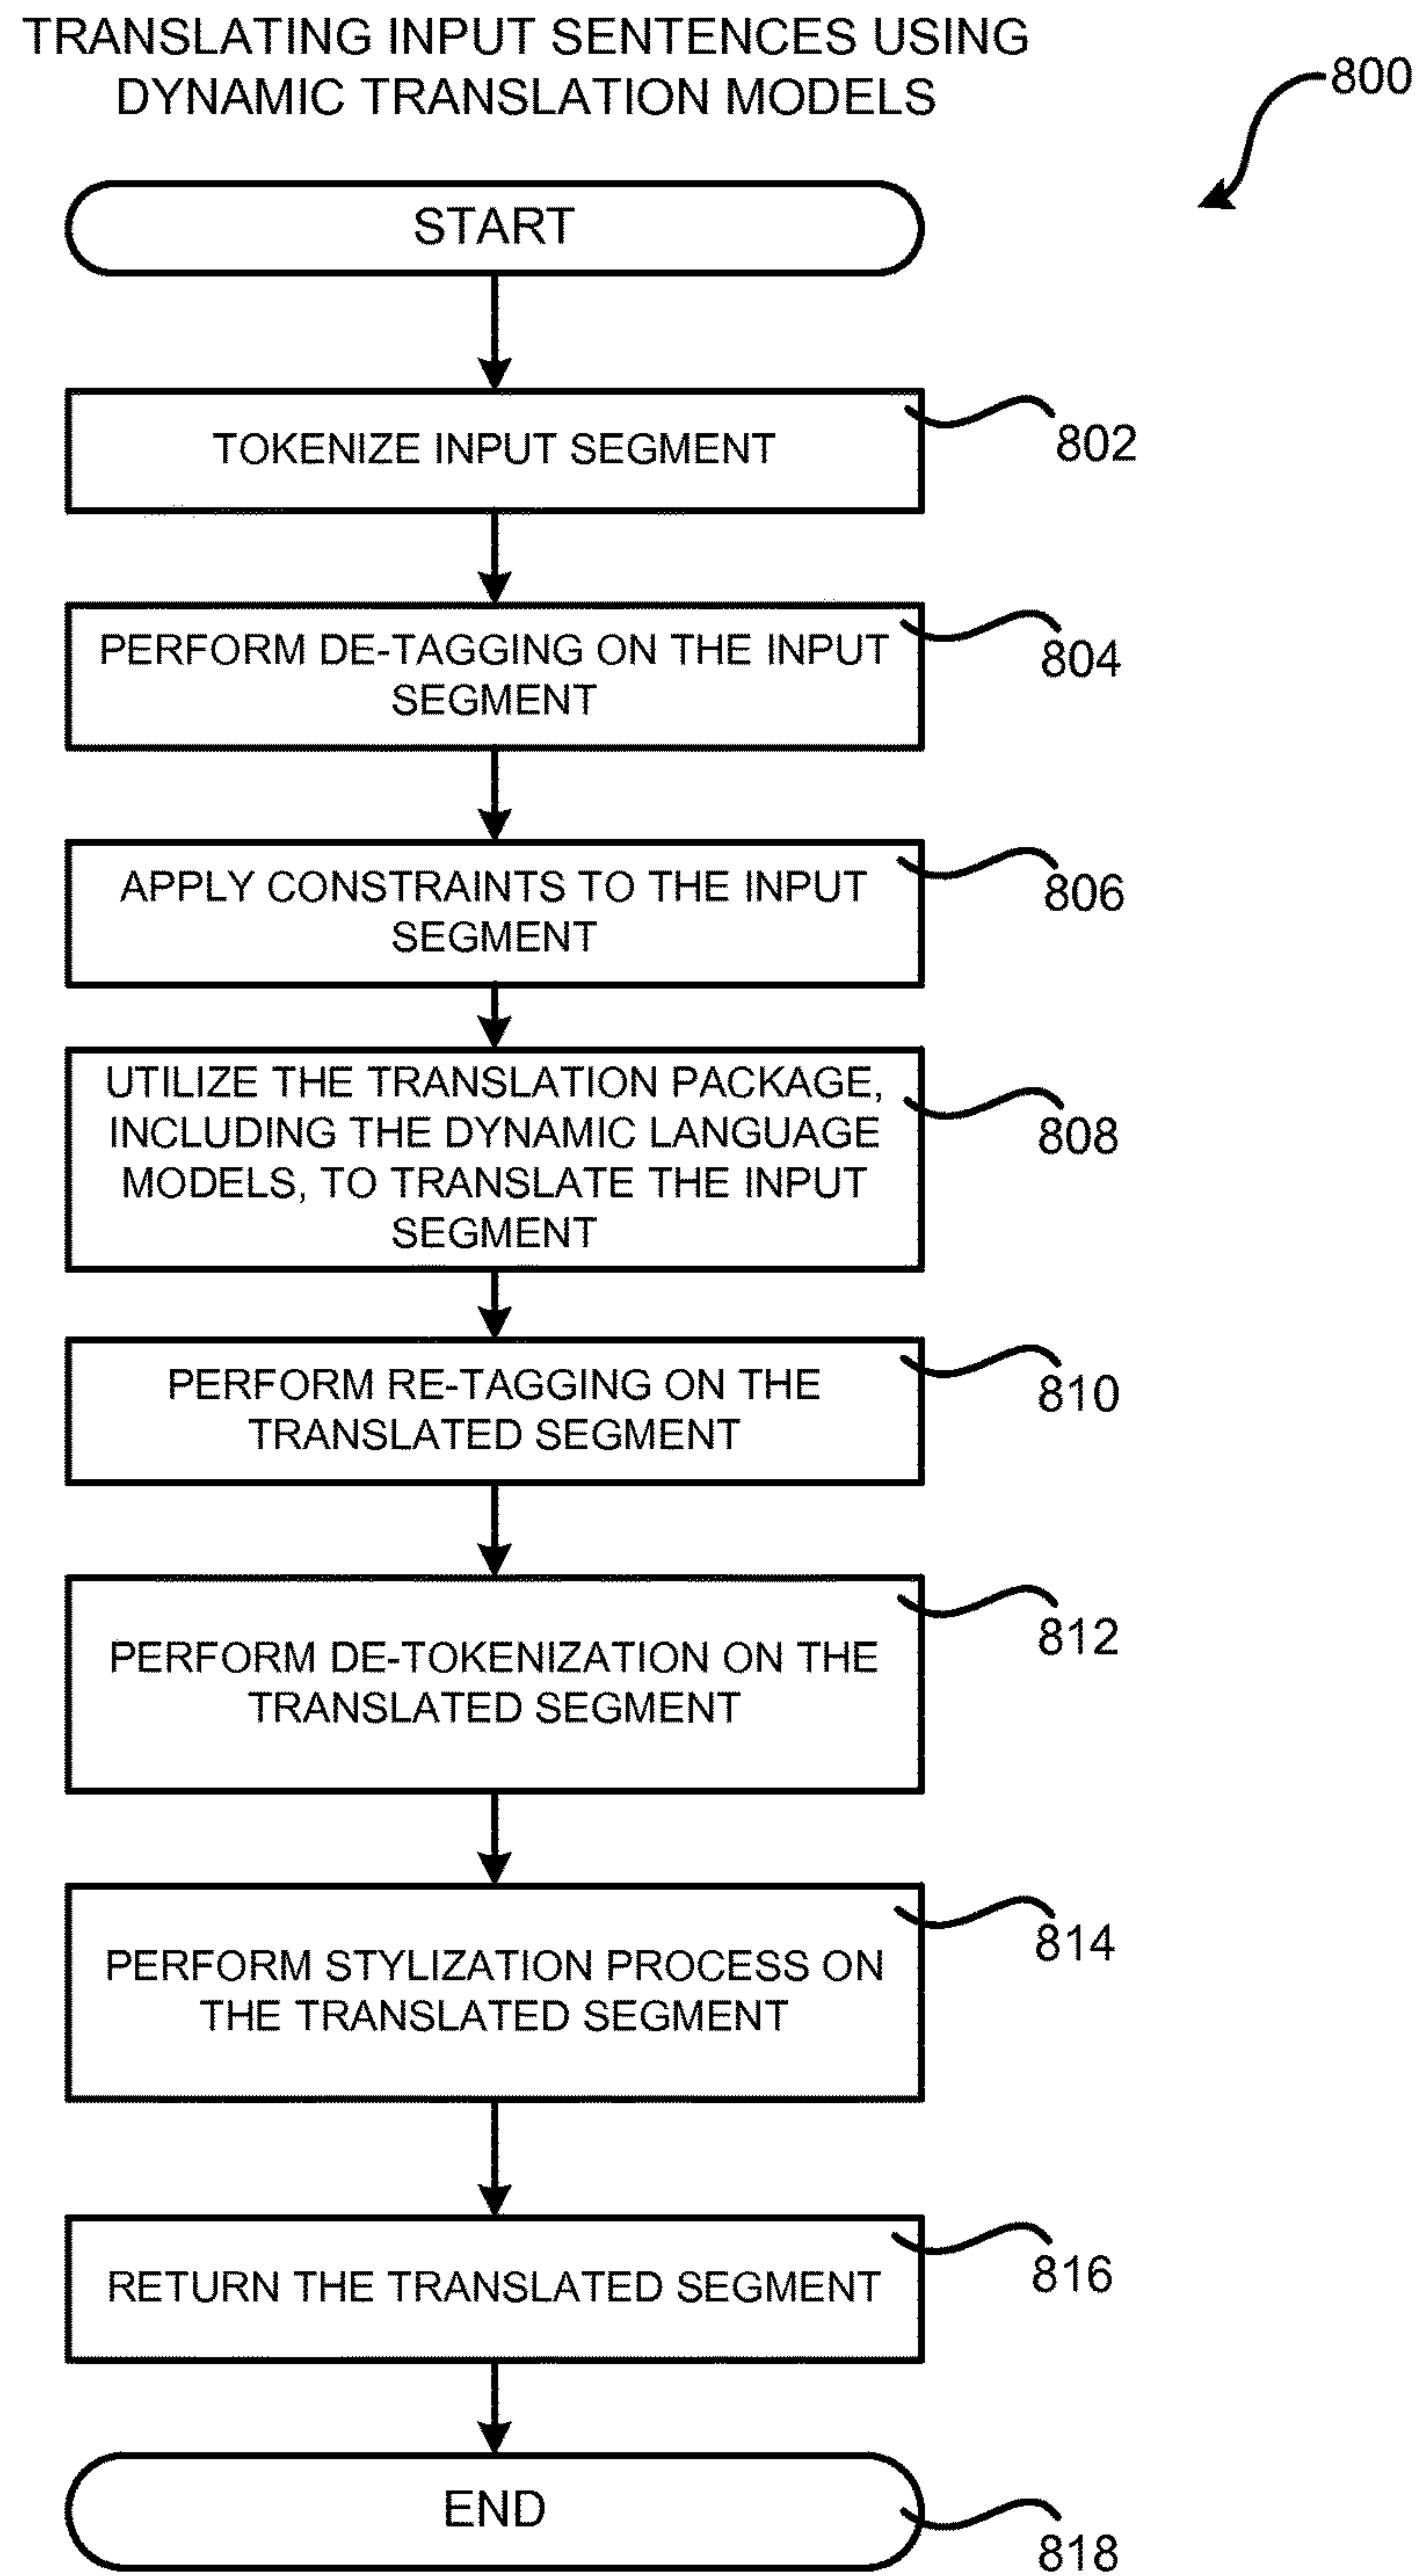 TRANSLATING INPUT SENTENCES USING
DYNAMIC TRANSLATION MODELS
800
START
TOKENIZE INPUT SEGMENT
802
PERFORM DE-TAGGING ON THE INPUT
SEGMENT
804
APPLY CONSTRAINTS TO THE INPUT
SEGMENT
806
UTILIZE THE TRANSLATION PACKAGE,
INCLUDING THE DYNAMIC LANGUAGE
MODELS, TO TRANSLATE THE INPUT
SEGMENT
808
PERFORM RE-TAGGING ON THE
TRANSLATED SEGMENT
810
PERFORM DE-TOKENIZATION ON THE
TRANSLATED SEGMENT
812
PERFORM STYLIZATION PROCESS ON
THE TRANSLATED SEGMENT
814
RETURN THE TRANSLATED SEGMENT
816
END
818